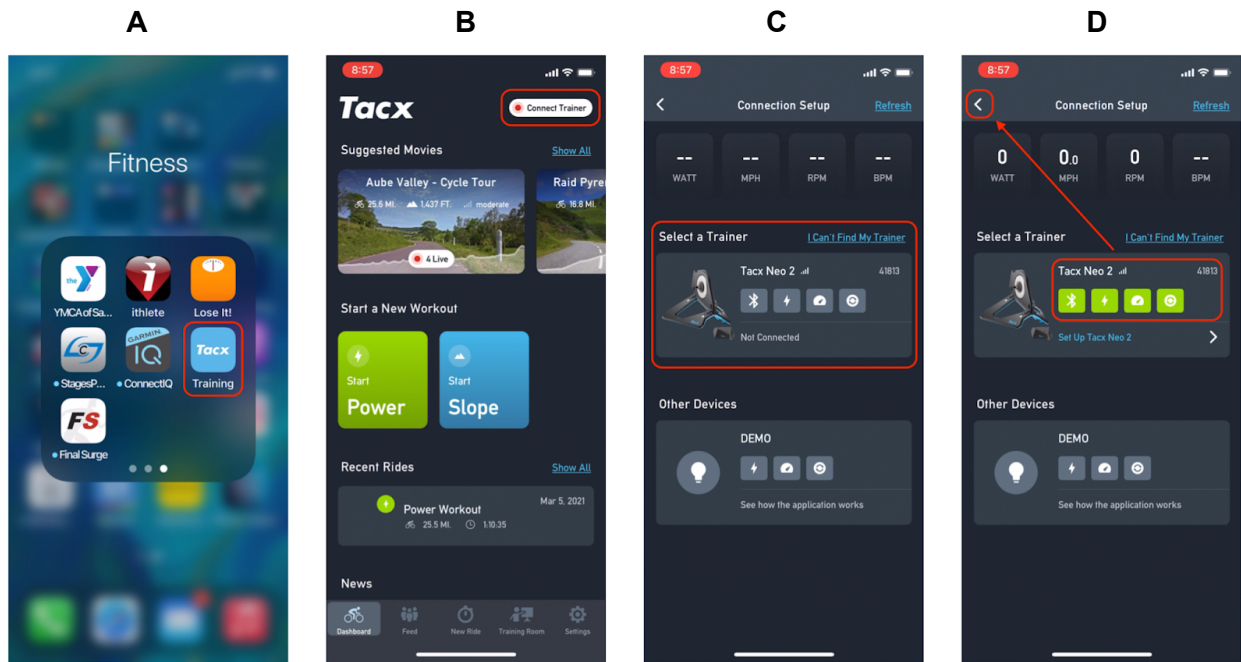 A
B
C
D
Fitness
the
YMCAofSa...
ithlete
Lose It!
GARMIN
IQ
Tacx
StagesP...
ConnectIQ
Training
FS
Final Surge
8:57
Tacx
Connect Trainer
Suggested Movies
Show All
Aube Valley - Cycle Tour
25.6 MI.
1,437 FT.
moderate
4 Live
Raid Pyre
16.8 MI.
Start a New Workout
Start
Power
Start
Slope
Recent Rides
Show All
Power Workout
Mar 5, 2021
25.5 MI.
1:10:35
News
Dashboard
Feed
New Ride
Training Room
Settings
8:57
Connection Setup
Refresh
-- -- -- --
WATT MPH RPM BPM
Select a Trainer
I Can't Find My Trainer
Tacx Neo 2
41813
Not Connected
Other Devices
DEMO
See how the application works
8:57
Connection Setup
Refresh
0 0.0 0 --
WATT MPH RPM BPM
Select a Trainer
I Can't Find My Trainer
Tacx Neo 2
41813
Set Up Tacx Neo 2
Other Devices
DEMO
See how the application works